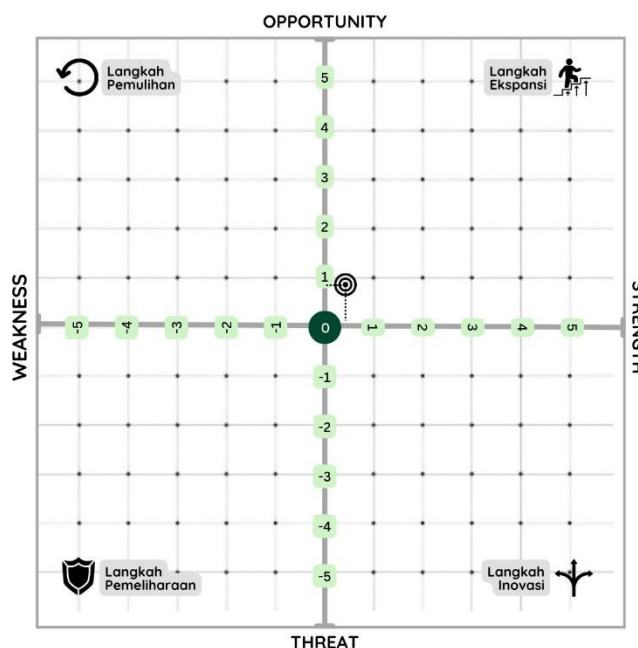 OPPORTUNITY
Langkah
Pemulihan
Langkah
Ekspansi
5
4
3
2
1
WEAKNESS
-5
-4
-3
-2
-1
0
1
2
3
4
5
STRENGTH
-1
-2
-3
-4
-5
Langkah
Pemeliharaan
Langkah
Inovasi
THREAT